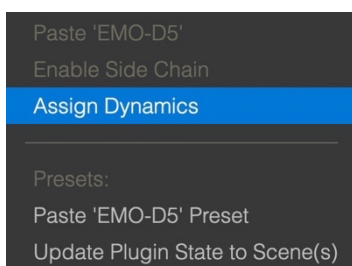 Paste 'EMO-D5'
Enable Side Chain
Assign Dynamics
Presets:
Paste 'EMO-D5' Preset
Update Plugin State to Scene(s)